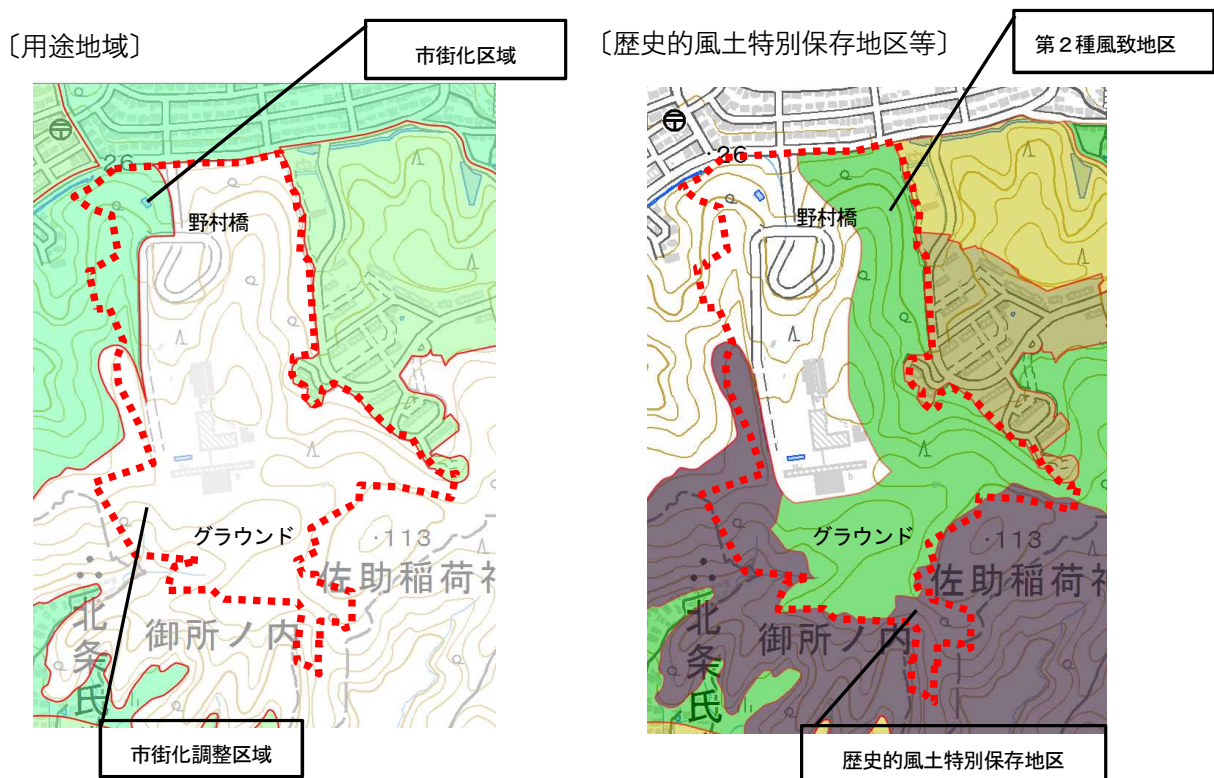 〔用途地域〕
市街化区域
〔歴史的風土特別保存地区等〕
第２種風致地区
26
野村橋
グラウンド
・113
佐助稲荷
御所ノ内
北条氏
市街化調整区域
・26
野村橋
グラウンド
・113
佐助稲荷
御所ノ内
北条氏
歴史的風土特別保存地区